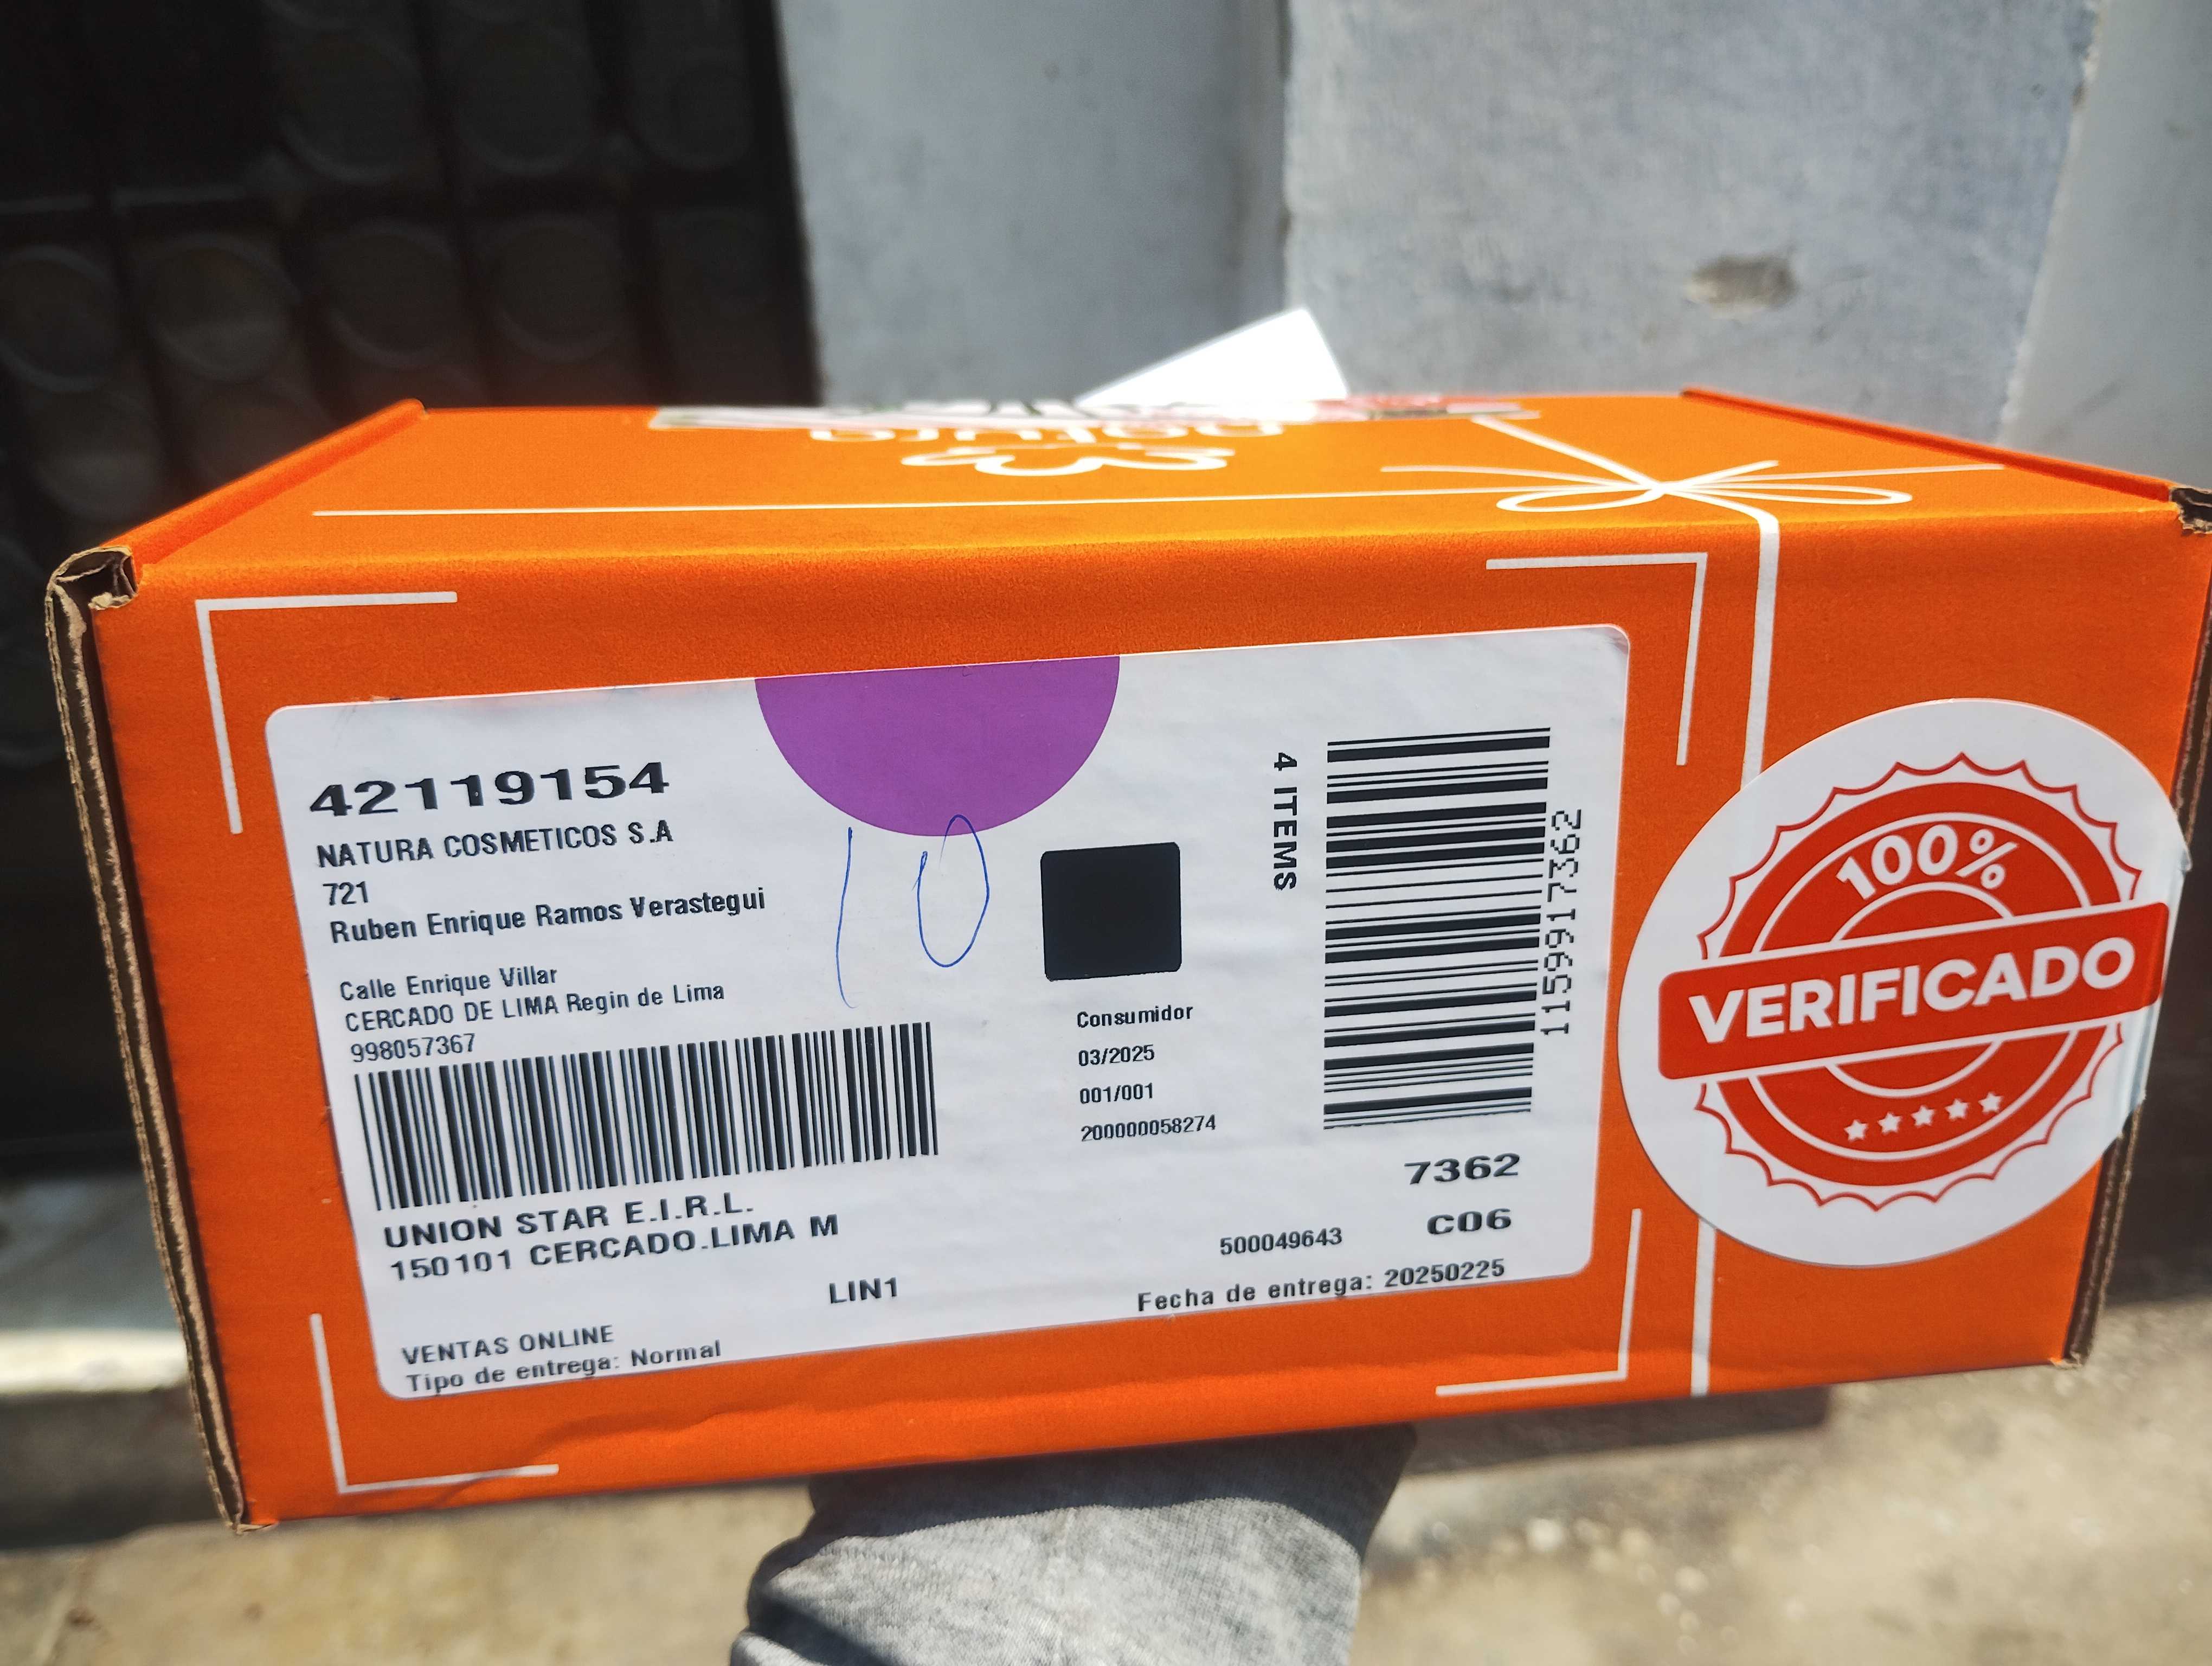 natura
42119154
NATURA COSMETICOS S.A
721
Ruben Enrique Ramos Verastegui
Calle Enrique Villar
CERCADO DE LIMA Regin de Lima
998057367
UNION STAR E.I.R.L.
150101 CERCADO.LIMA M
LIN1
VENTAS ONLINE
Tipo de entrega: Normal
10
Consumidor
03/2025
001/001
200000058274
4 ITEMS
1159917362
7362
C06
500049643
Fecha de entrega: 20250225
100%
VERIFICADO